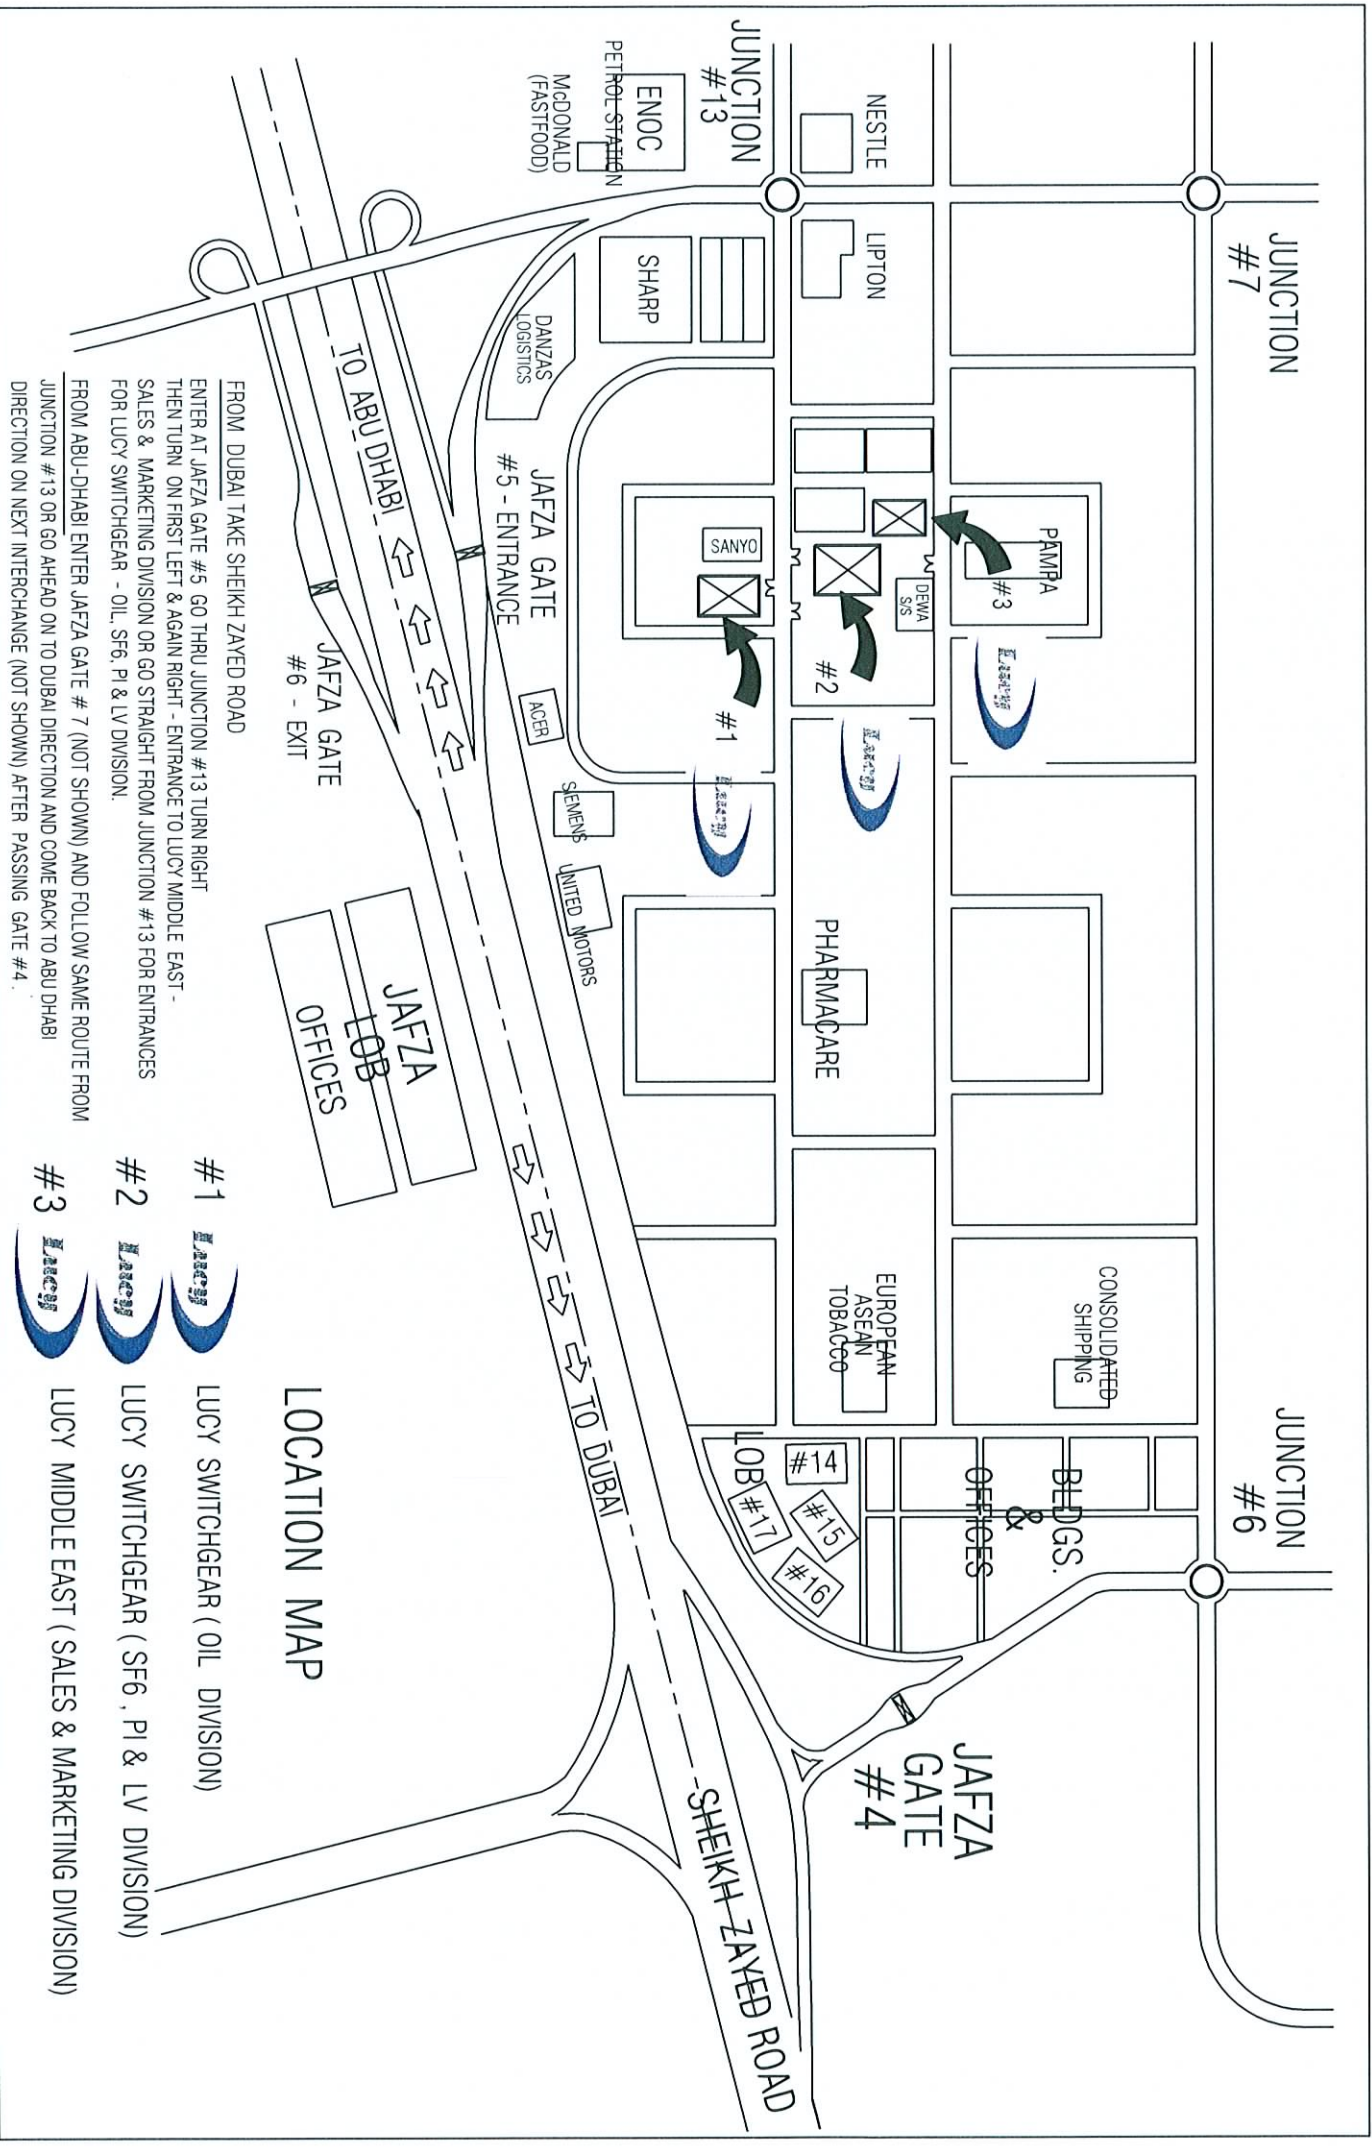 JUNCTION
#7
JUNCTION
#6
NESTLE
LIPTON
PAMPA
#3
Lucy
CONSOLIDATED
SHIPPING
BLDGS.
&
OFFICES
JUNCTION
#13
DEWA
S/S
#2
Lucy
PHARMACARE
EUROPEAN
ASEAN
TOBACCO
#14
#15
#16
#17
LOB
JAFZA
GATE
#4
ENOC
PETROL STATION
McDONALD
(FASTFOOD)
SHARP
DANZAS
LOGISTICS
SANYO
#1
Lucy
JAFZA GATE
#5 - ENTRANCE
ACER
SIEMENS
UNITED MOTORS
TO ABU DHABI
TO DUBAI
SHEIKH ZAYED ROAD
JAFZA GATE
#6 - EXIT
JAFZA
LOB
OFFICES
LOCATION MAP
FROM DUBAI TAKE SHEIKH ZAYED ROAD
ENTER AT JAFZA GATE #5 GO THRU JUNCTION #13 TURN RIGHT
THEN TURN ON FIRST LEFT & AGAIN RIGHT - ENTRANCE TO LUCY MIDDLE EAST -
SALES & MARKETING DIVISION OR GO STRAIGHT FROM JUNCTION #13 FOR ENTRANCES
FOR LUCY SWITCHGEAR - OIL, SF6, PI & LV DIVISION.
FROM ABU-DHABI ENTER JAFZA GATE # 7 (NOT SHOWN) AND FOLLOW SAME ROUTE FROM
JUNCTION #13 OR GO AHEAD ON TO DUBAI DIRECTION AND COME BACK TO ABU DHABI
DIRECTION ON NEXT INTERCHANGE (NOT SHOWN) AFTER PASSING GATE #4.
#1 Lucy LUCY SWITCHGEAR ( OIL DIVISION)
#2 Lucy LUCY SWITCHGEAR ( SF6 , PI & LV DIVISION)
#3 Lucy LUCY MIDDLE EAST ( SALES & MARKETING DIVISION)